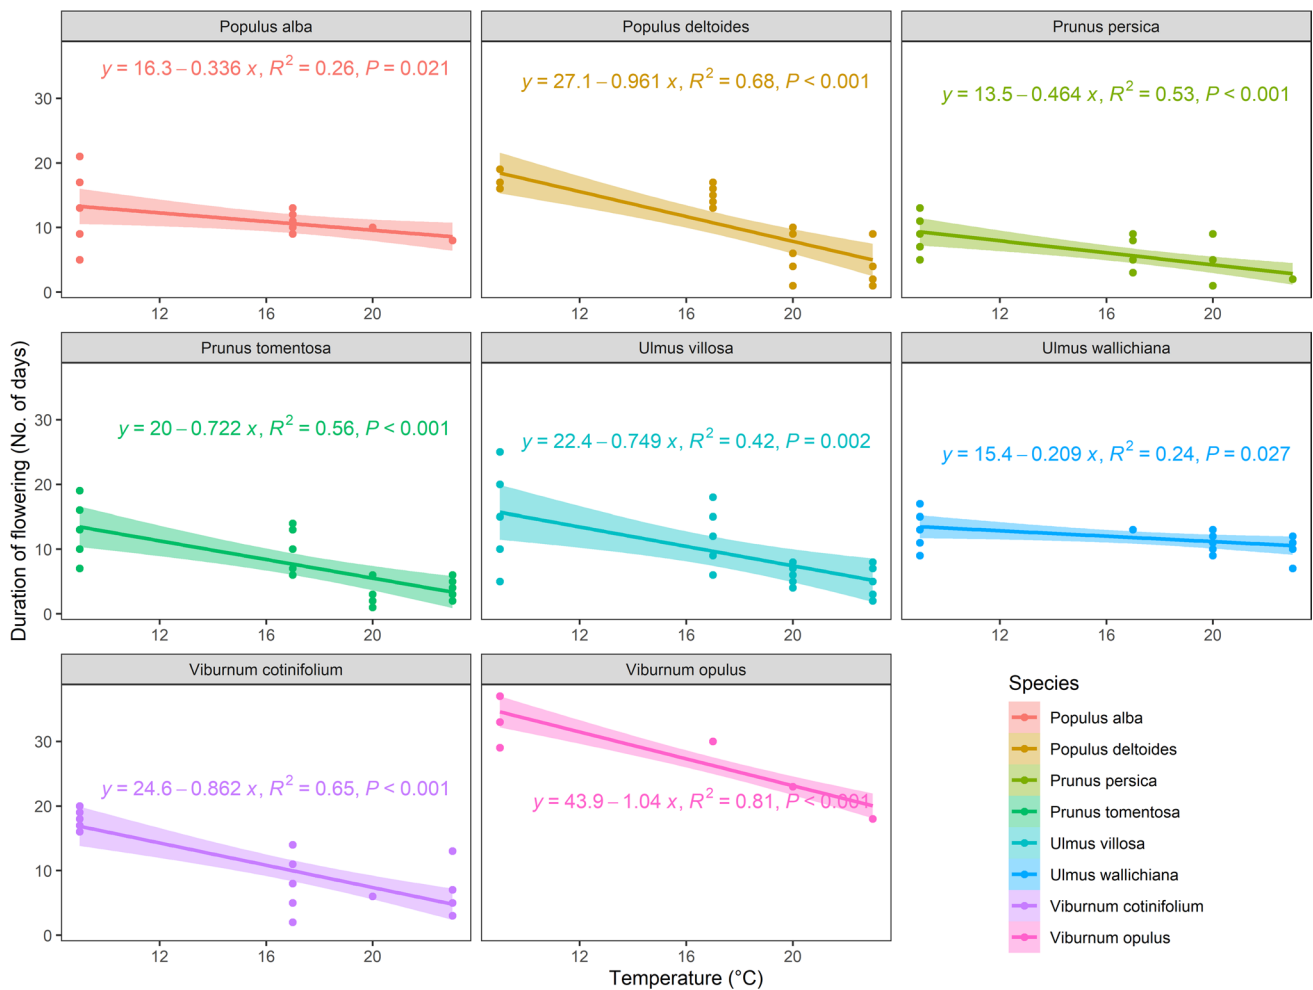 Populus alba
Populus deltoides
Prunus persica
y = 16.3 – 0.336 x, R² = 0.26, P = 0.021
y = 27.1 – 0.961 x, R² = 0.68, P < 0.001
y = 13.5 – 0.464 x, R² = 0.53, P < 0.001
30
20
10
0
12 16 20
12 16 20
12 16 20
Prunus tomentosa
Ulmus villosa
Ulmus wallichiana
y = 20 – 0.722 x, R² = 0.56, P < 0.001
y = 22.4 – 0.749 x, R² = 0.42, P = 0.002
y = 15.4 – 0.209 x, R² = 0.24, P = 0.027
30
20
10
0
Duration of flowering (No. of days)
12 16 20
12 16 20
12 16 20
Viburnum cotinifolium
Viburnum opulus
y = 24.6 – 0.862 x, R² = 0.65, P < 0.001
y = 43.9 – 1.04 x, R² = 0.81, P < 0.001
30
20
10
0
12 16 20
12 16 20
Temperature (°C)
Species
Populus alba
Populus deltoides
Prunus persica
Prunus tomentosa
Ulmus villosa
Ulmus wallichiana
Viburnum cotinifolium
Viburnum opulus